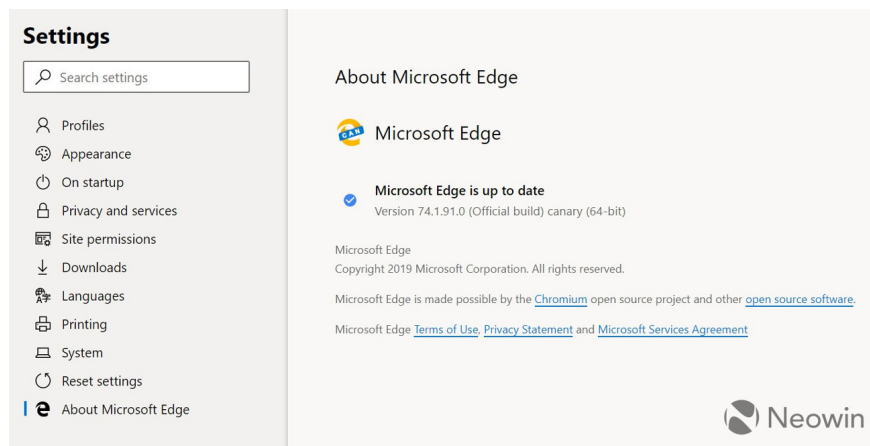 Settings
Search settings
Profiles
Appearance
On startup
Privacy and services
Site permissions
Downloads
Languages
Printing
System
Reset settings
About Microsoft Edge
About Microsoft Edge
CAN
Microsoft Edge
Microsoft Edge is up to date
Version 74.1.91.0 (Official build) canary (64-bit)
Microsoft Edge
Copyright 2019 Microsoft Corporation. All rights reserved.
Microsoft Edge is made possible by the Chromium open source project and other open source software.
Microsoft Edge Terms of Use, Privacy Statement and Microsoft Services Agreement
Neowin